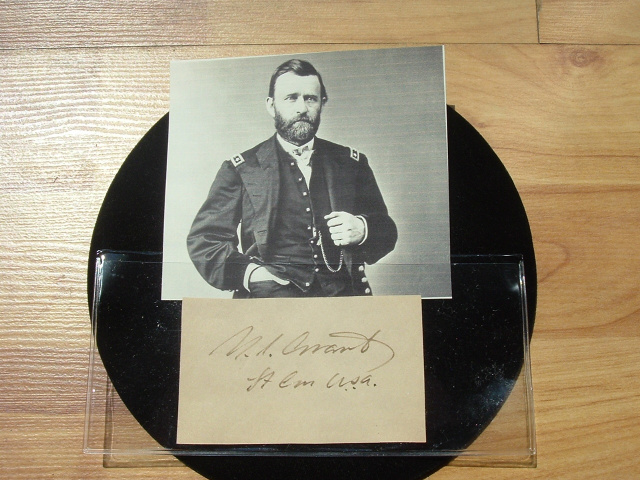 U. S. Grant
Lt Gen U.S.A.